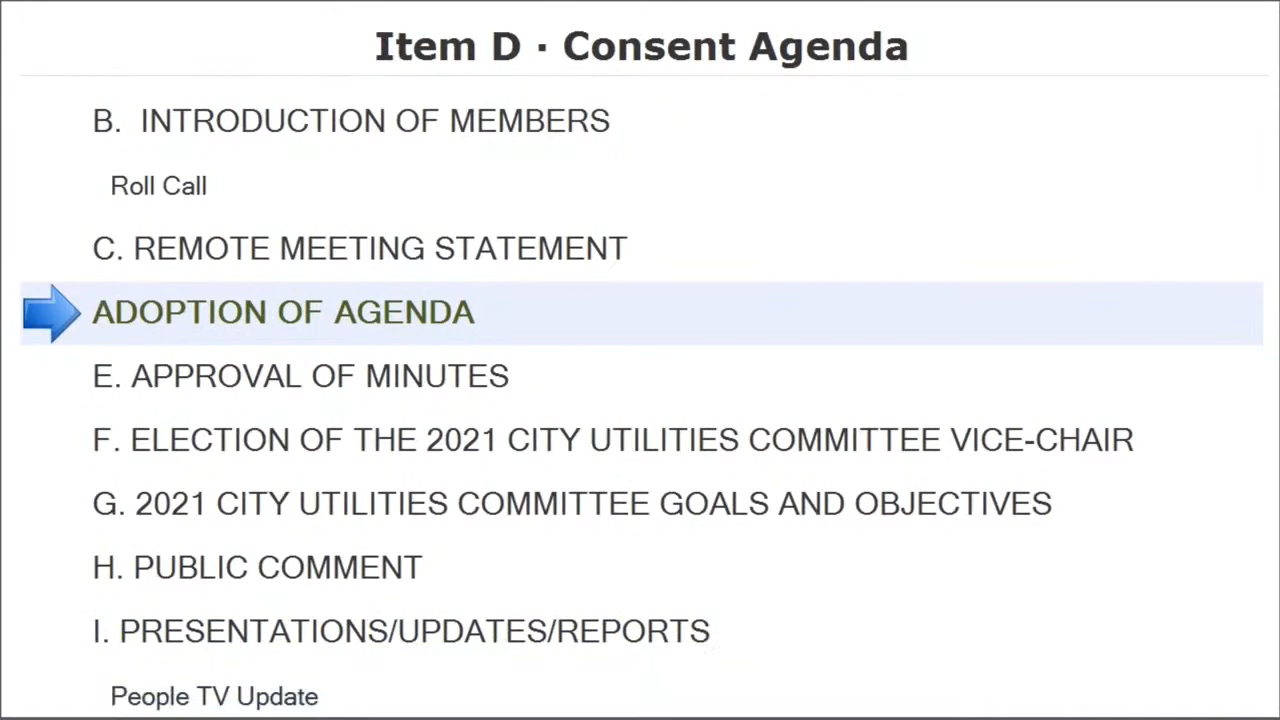 Item D · Consent Agenda
B. INTRODUCTION OF MEMBERS
Roll Call
C. REMOTE MEETING STATEMENT
ADOPTION OF AGENDA
E. APPROVAL OF MINUTES
F. ELECTION OF THE 2021 CITY UTILITIES COMMITTEE VICE-CHAIR
G. 2021 CITY UTILITIES COMMITTEE GOALS AND OBJECTIVES
H. PUBLIC COMMENT
I. PRESENTATIONS/UPDATES/REPORTS
People TV Update